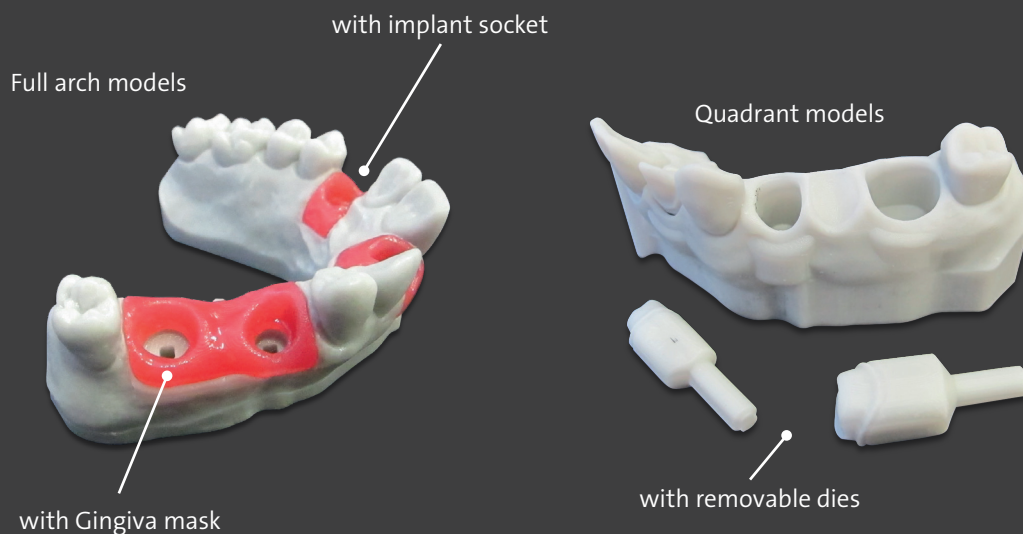 with implant socket
Full arch models
Quadrant models
with removable dies
with Gingiva mask